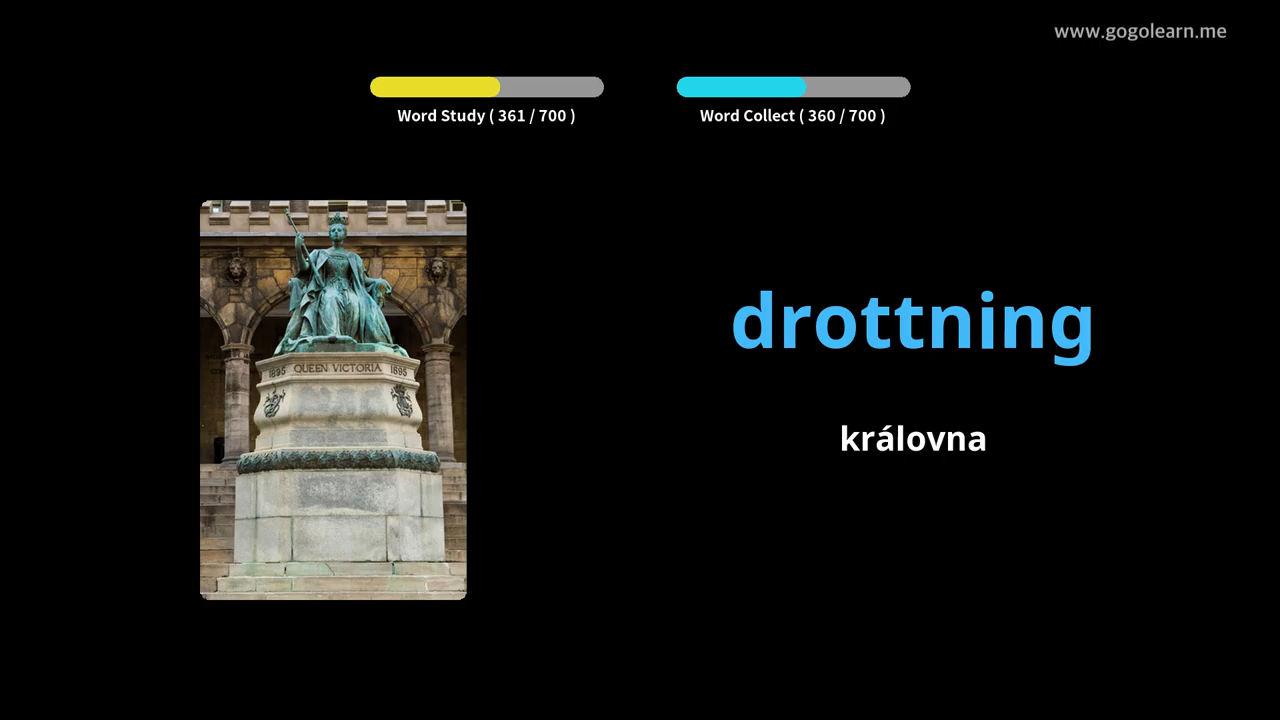 www.gogolearn.me
Word Study ( 361 / 700 )
Word Collect ( 360 / 700 )
1895 QUEEN VICTORIA 1895
drottning
královna